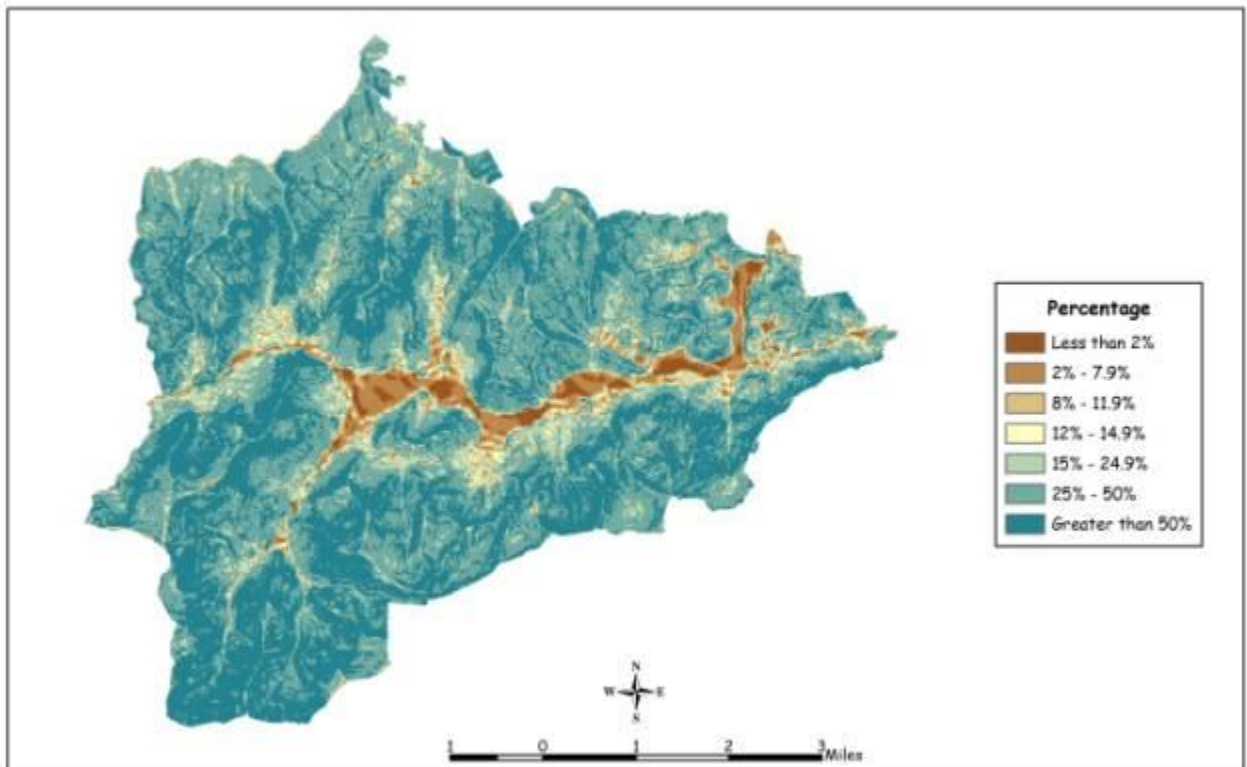 Percentage
Less than 2%
2% - 7.9%
8% - 11.9%
12% - 14.9%
15% - 24.9%
25% - 50%
Greater than 50%
N
W E
S
1 0 1 2 3 Miles